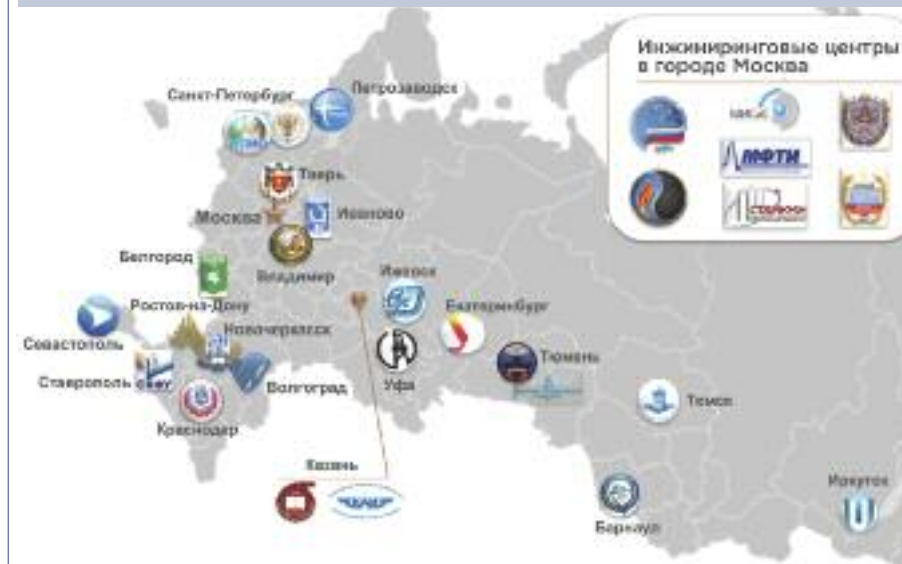 Инжиниринговые центры
в городе Москва
МФТИ
СТАНКИН
Санкт-Петербург
Петрозаводск
Тверь
Москва
Иваново
Владимир
Белгород
Ижевск
Екатеринбург
Ростов-на-Дону
Новочеркасск
Севастополь
Тюмень
Уфа
Ставрополь
Волгоград
Томск
Краснодар
Казань
Иркутск
Барнаул